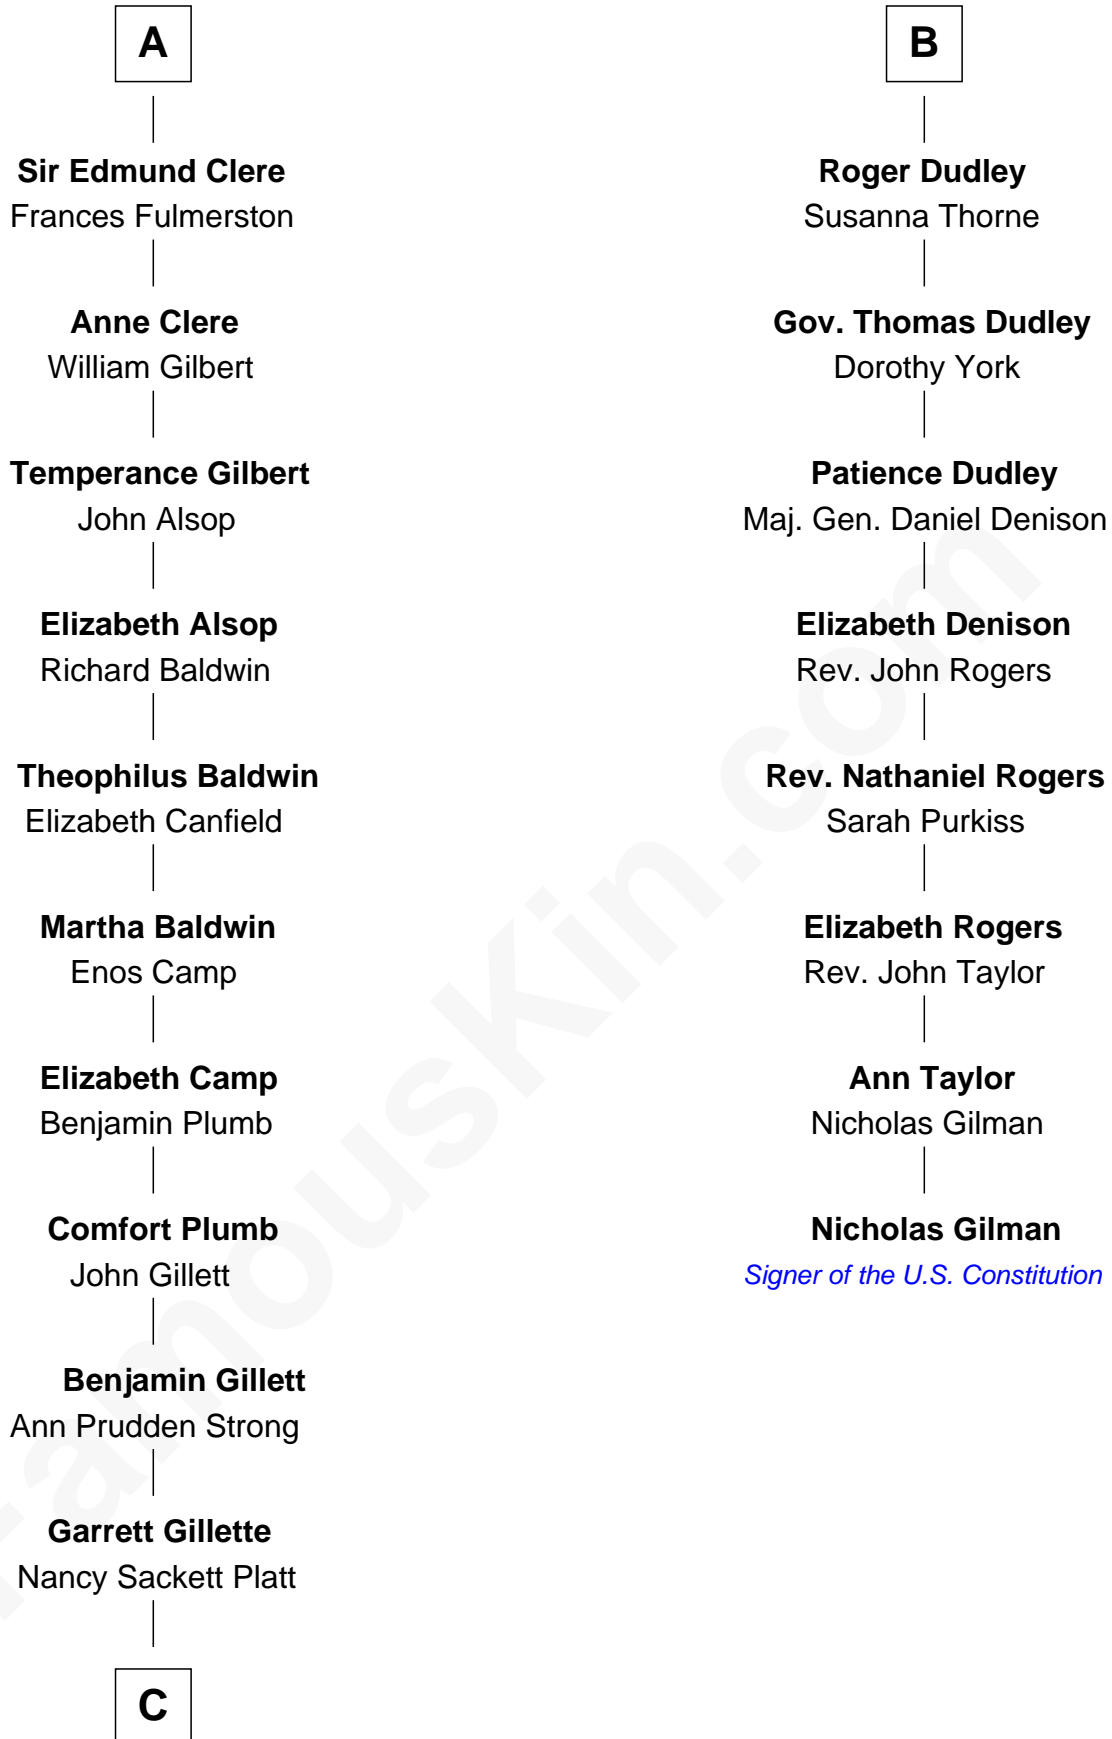 A
Sir Edmund Clere
Frances Fulmerston
Anne Clere
William Gilbert
Temperance Gilbert
John Alsop
Elizabeth Alsop
Richard Baldwin
Theophilus Baldwin
Elizabeth Canfield
Martha Baldwin
Enos Camp
Elizabeth Camp
Benjamin Plumb
Comfort Plumb
John Gillett
Benjamin Gillett
Ann Prudden Strong
Garrett Gillette
Nancy Sackett Platt
C
B
Roger Dudley
Susanna Thorne
Gov. Thomas Dudley
Dorothy York
Patience Dudley
Maj. Gen. Daniel Denison
Elizabeth Denison
Rev. John Rogers
Rev. Nathaniel Rogers
Sarah Purkiss
Elizabeth Rogers
Rev. John Taylor
Ann Taylor
Nicholas Gilman
Nicholas Gilman
Signer of the U.S. Constitution
FamousKin.com